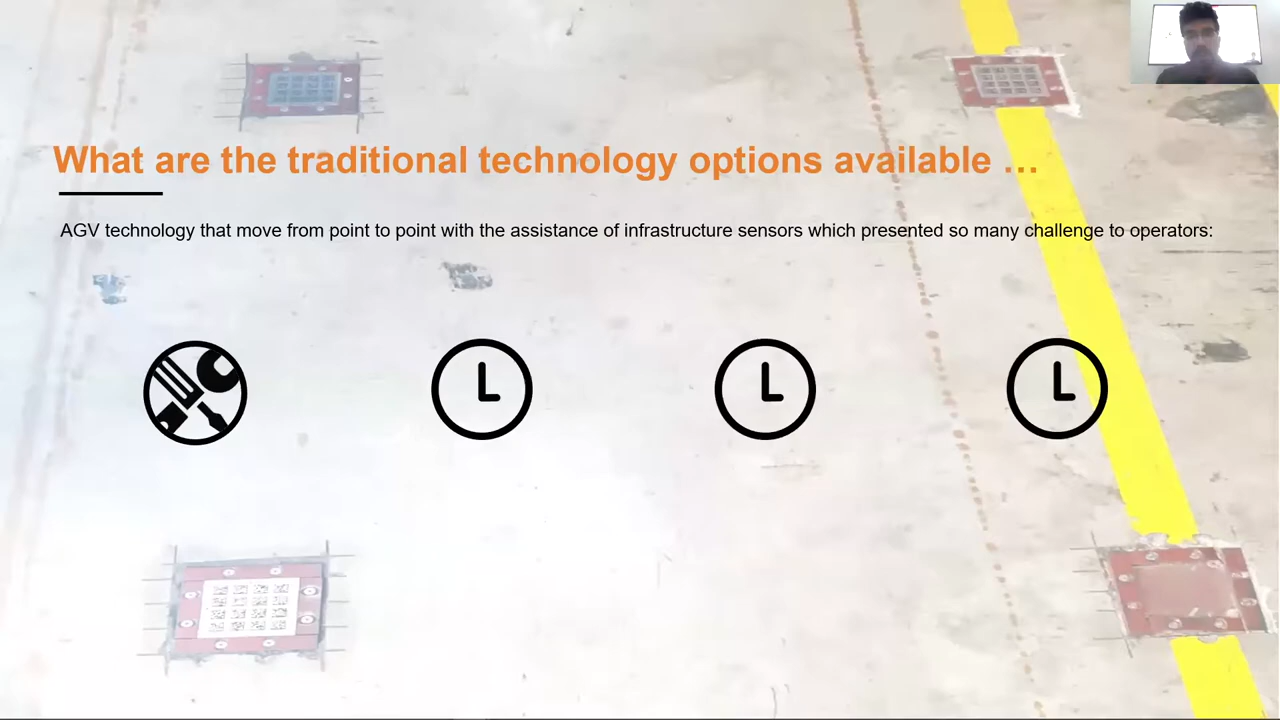 What are the traditional technology options available ...
AGV technology that move from point to point with the assistance of infrastructure sensors which presented so many challenge to operators: